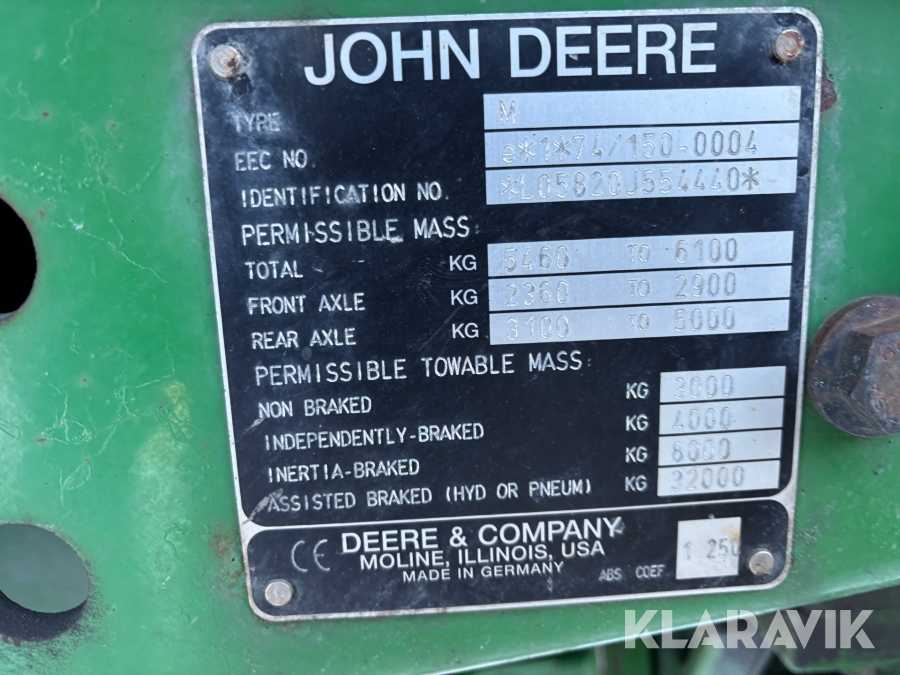 JOHN DEERE
TYPE M
EEC NO. e*1*74/150-0004
IDENTIFICATION NO. *L05820J554440*
PERMISSIBLE MASS:
TOTAL KG 5460 TO 6100
FRONT AXLE KG 2360 TO 2900
REAR AXLE KG 3100 TO 5000
PERMISSIBLE TOWABLE MASS:
NON BRAKED KG 3000
INDEPENDENTLY-BRAKED KG 4000
INERTIA-BRAKED KG 8000
ASSISTED BRAKED (HYD OR PNEUM) KG 32000
CE DEERE & COMPANY
MOLINE, ILLINOIS, USA
MADE IN GERMANY
ABS COEF 1 250
KLARAVIK